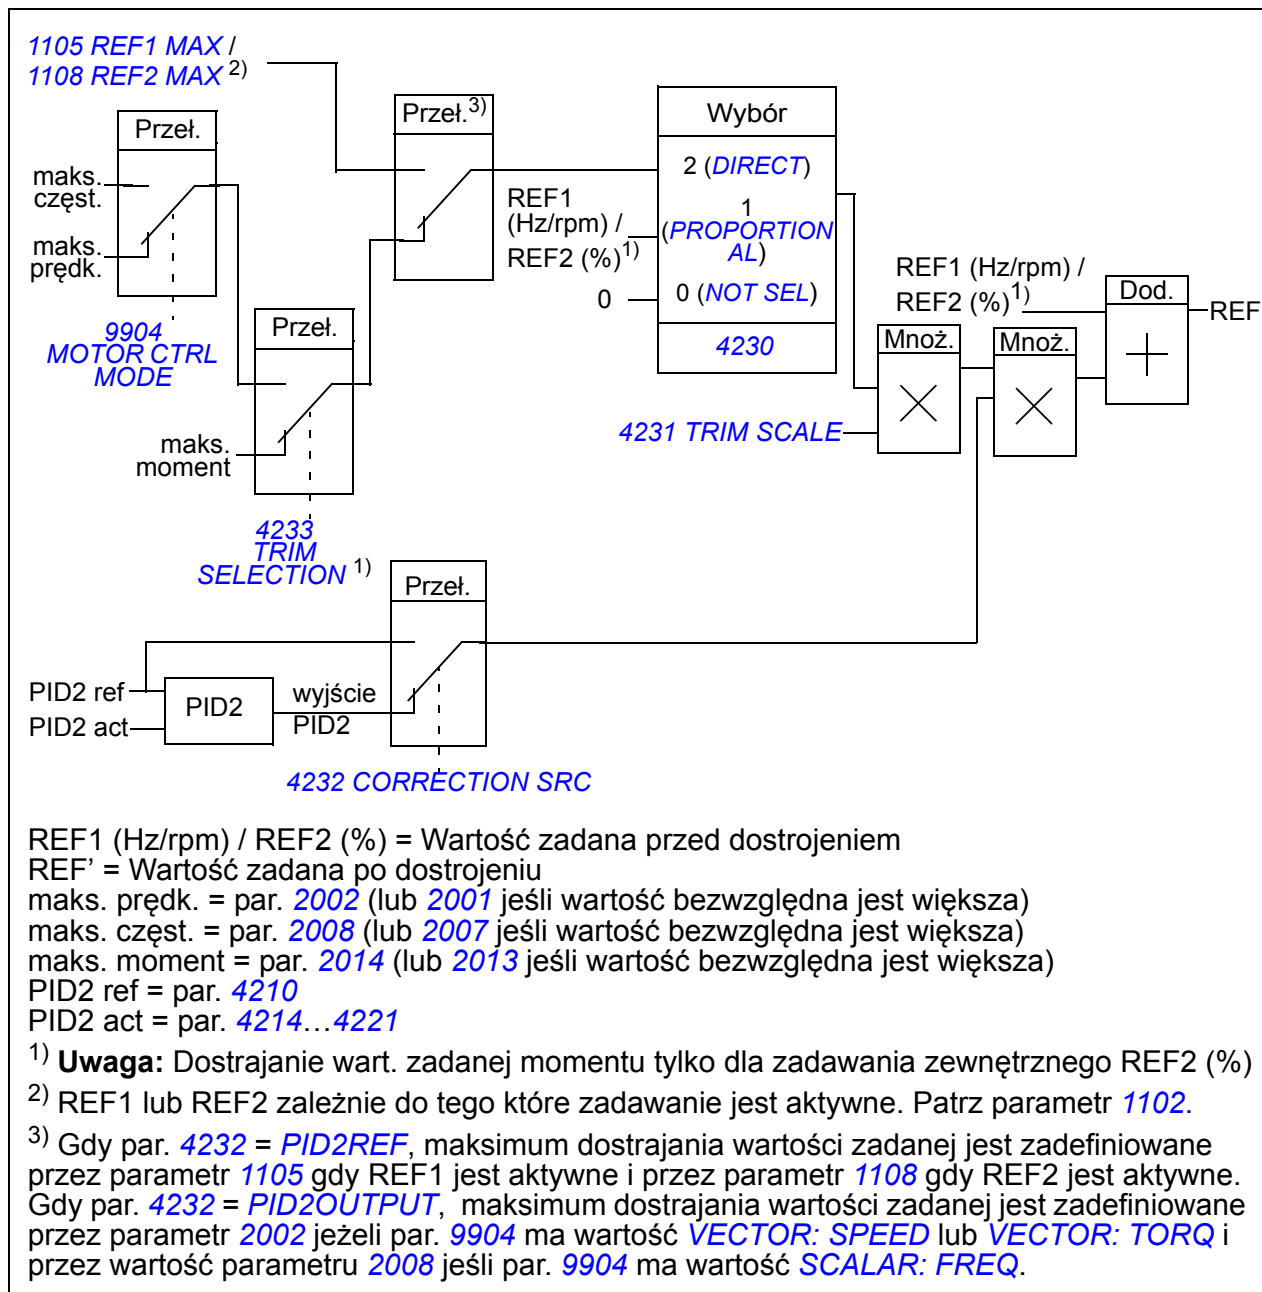 1105 REF1 MAX /
1108 REF2 MAX 2)
Przeł.
maks.
częst.
maks.
prędk.
9904
MOTOR CTRL
MODE
Przeł.
maks.
moment
4233
TRIM
SELECTION 1)
Przeł.3)
REF1
(Hz/rpm) /
REF2 (%)1)
0
Wybór
2 (DIRECT)
1
(PROPORTION
AL)
0 (NOT SEL)
4230
4231 TRIM SCALE
Mnoż.
REF1 (Hz/rpm) /
REF2 (%)1)
Mnoż.
Dod.
REF
Przeł.
PID2 ref
PID2 act
PID2
wyjście
PID2
4232 CORRECTION SRC
REF1 (Hz/rpm) / REF2 (%) = Wartość zadana przed dostrojeniem
REF’ = Wartość zadana po dostrojeniu
maks. prędk. = par. 2002 (lub 2001 jeśli wartość bezwzględna jest większa)
maks. częst. = par. 2008 (lub 2007 jeśli wartość bezwzględna jest większa)
maks. moment = par. 2014 (lub 2013 jeśli wartość bezwzględna jest większa)
PID2 ref = par. 4210
PID2 act = par. 4214…4221
1) Uwaga: Dostrajanie wart. zadanej momentu tylko dla zadawania zewnętrznego REF2 (%)
2) REF1 lub REF2 zależnie do tego które zadawanie jest aktywne. Patrz parametr 1102.
3) Gdy par. 4232 = PID2REF, maksimum dostrajania wartości zadanej jest zadefiniowane
przez parametr 1105 gdy REF1 jest aktywne i przez parametr 1108 gdy REF2 jest aktywne.
Gdy par. 4232 = PID2OUTPUT, maksimum dostrajania wartości zadanej jest zadefiniowane
przez parametr 2002 jeżeli par. 9904 ma wartość VECTOR: SPEED lub VECTOR: TORQ i
przez wartość parametru 2008 jeśli par. 9904 ma wartość SCALAR: FREQ.